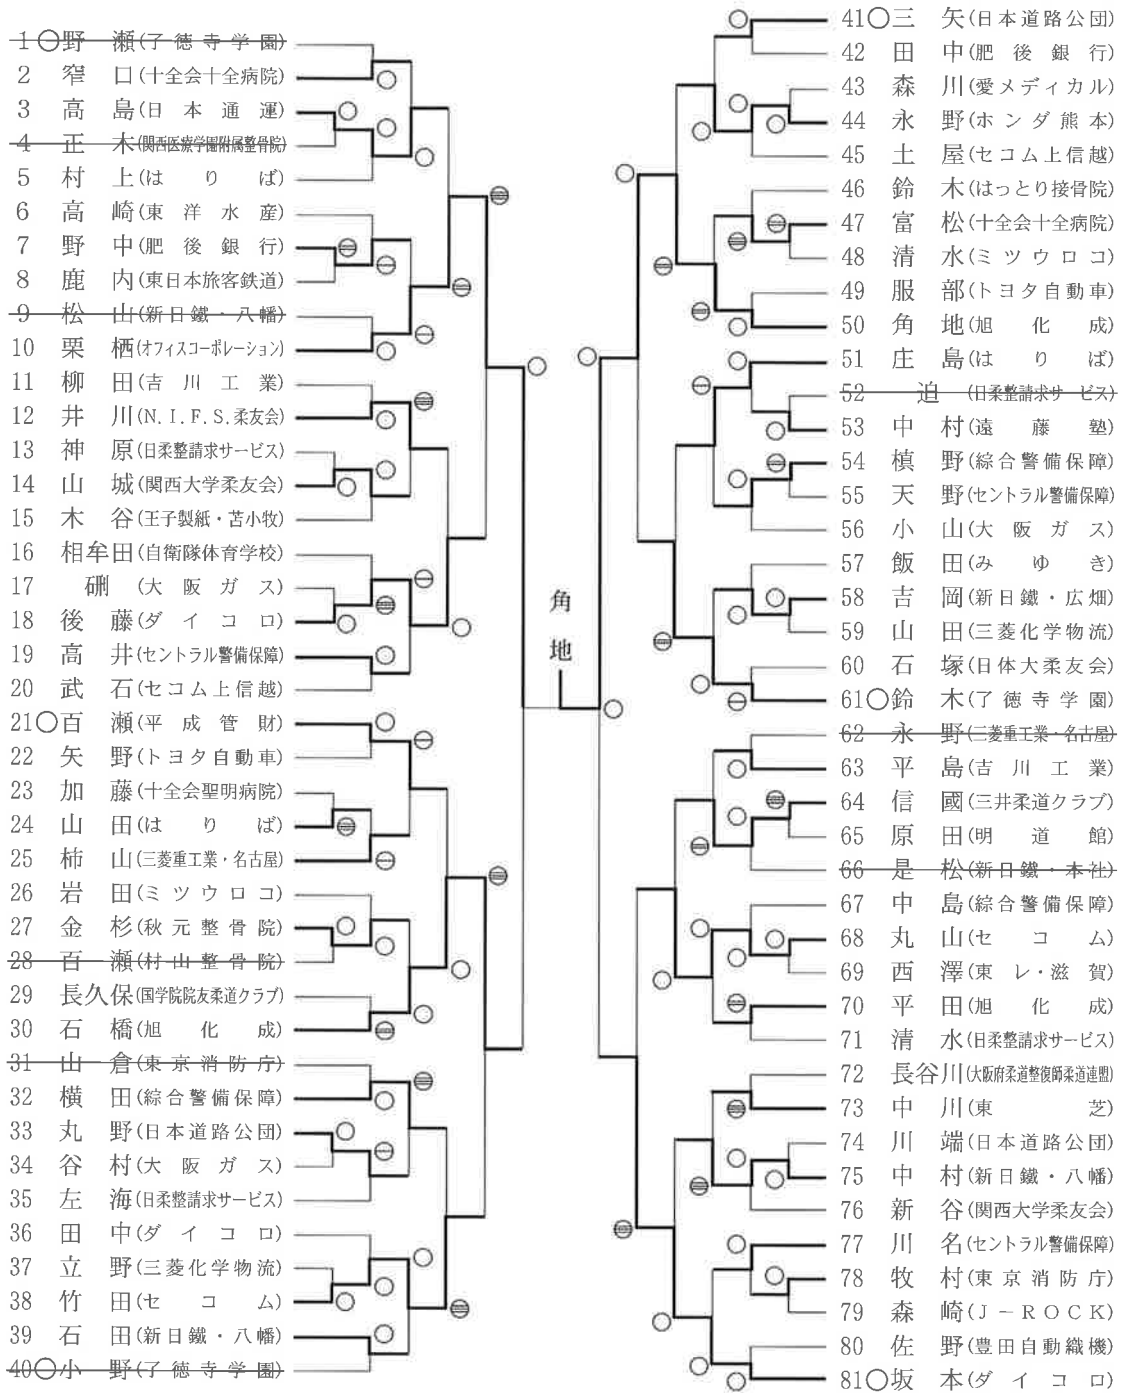 1 ○野瀬(了徳寺学園)
2 窄口(十全会十全病院)
3 高島(日本通運)
4 正木(関西医療学園附属整骨院)
5 村上(はりば)
6 高崎(東洋水産)
7 野中(肥後銀行)
8 鹿内(東日本旅客鉄道)
9 松山(新日鐵・八幡)
10 栗栖(オフィスコーポレーション)
11 柳田(吉川工業)
12 井川(N.I.F.S.柔友会)
13 神原(日柔整請求サービス)
14 山城(関西大学柔友会)
15 木谷(王子製紙・苫小牧)
16 相牟田(自衛隊体育学校)
17 (大阪ガス)
18 後藤(ダイコロ)
19 高井(セントラル警備保障)
20 武石(セコム上信越)
21○百瀬(平成管財)
22 矢野(トヨタ自動車)
23 加藤(十全会聖明病院)
24 山田(はりば)
25 柿山(三菱重工業・名古屋)
26 岩田(ミツウロコ)
27 金杉(秋元整骨院)
28 百瀬(村山整骨院)
29 長久保(国学院院友柔道クラブ)
30 石橋(旭化成)
31 山倉(東京消防庁)
32 横田(綜合警備保障)
33 丸野(日本道路公団)
34 谷村(大阪ガス)
35 左海(日柔整請求サービス)
36 田中(ダイコロ)
37 立野(三菱化学物流)
38 竹田(セコム)
39 石田(新日鐵・八幡)
40○小野(了徳寺学園)
角地
41○三矢(日本道路公団)
42 田中(肥後銀行)
43 森川(愛メディカル)
44 永野(ホンダ熊本)
45 土屋(セコム上信越)
46 鈴木(はっとり接骨院)
47 富松(十全会十全病院)
48 清水(ミツウロコ)
49 服部(トヨタ自動車)
50 角地(旭化成)
51 庄島(はりば)
52 迫(日柔整請求サービス)
53 中村(遠藤塾)
54 槙野(綜合警備保障)
55 天野(セントラル警備保障)
56 小山(大阪ガス)
57 飯田(みゆき)
58 吉岡(新日鐵・広畑)
59 山田(三菱化学物流)
60 石塚(日体大柔友会)
61○鈴木(了徳寺学園)
62 永野(三菱重工業・名古屋)
63 平島(吉川工業)
64 信國(三井柔道クラブ)
65 原田(明道館)
66 是松(新日鐵・本社)
67 中島(綜合警備保障)
68 丸山(セコム)
69 西澤(東レ・滋賀)
70 平田(旭化成)
71 清水(日柔整請求サービス)
72 長谷川(大阪府柔道整復師柔道連盟)
73 中川(東芝)
74 川端(日本道路公団)
75 中村(新日鐵・八幡)
76 新谷(関西大学柔友会)
77 川名(セントラル警備保障)
78 牧村(東京消防庁)
79 森崎(J－ROCK)
80 佐野(豊田自動織機)
81○坂本(ダイコロ)